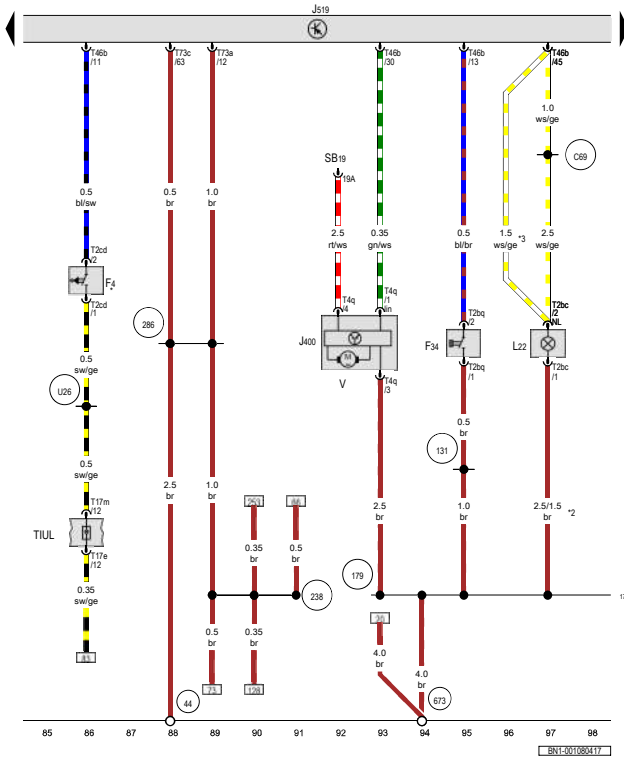 J519
T46b
/11
T73c
/63
T73a
/12
T46b
/30
T46b
/13
T46b
/45
1.0
ws/ge
C69
SB19
19A
0.5
bl/sw
0.5
br
1.0
br
2.5
rt/ws
0.35
gn/ws
0.5
bl/br
1.5
ws/ge
*3
2.5
ws/ge
T2cd
/2
F4
*
T2cd
/1
T4q
/4
T4q
/1
lin
T2bq
/2
T2bc
/2
NL
286
J400
M
V
F34
L22
0.5
sw/ge
T4q
/3
T2bq
/1
T2bc
/1
U26
0.5
br
131
0.5
sw/ge
2.5
br
1.0
br
T17m
/12
253
66
2.5
br
1.0
br
2.5/1.5
br
*2
TIUL
T17e
/12
0.35
br
0.5
br
179
238
0.35
sw/ge
20
0.5
br
0.35
br
83
4.0
br
4.0
br
73
128
44
673
85 86 87 88 89 90 91 92 93 94 95 96 97 98
BN1-001080417